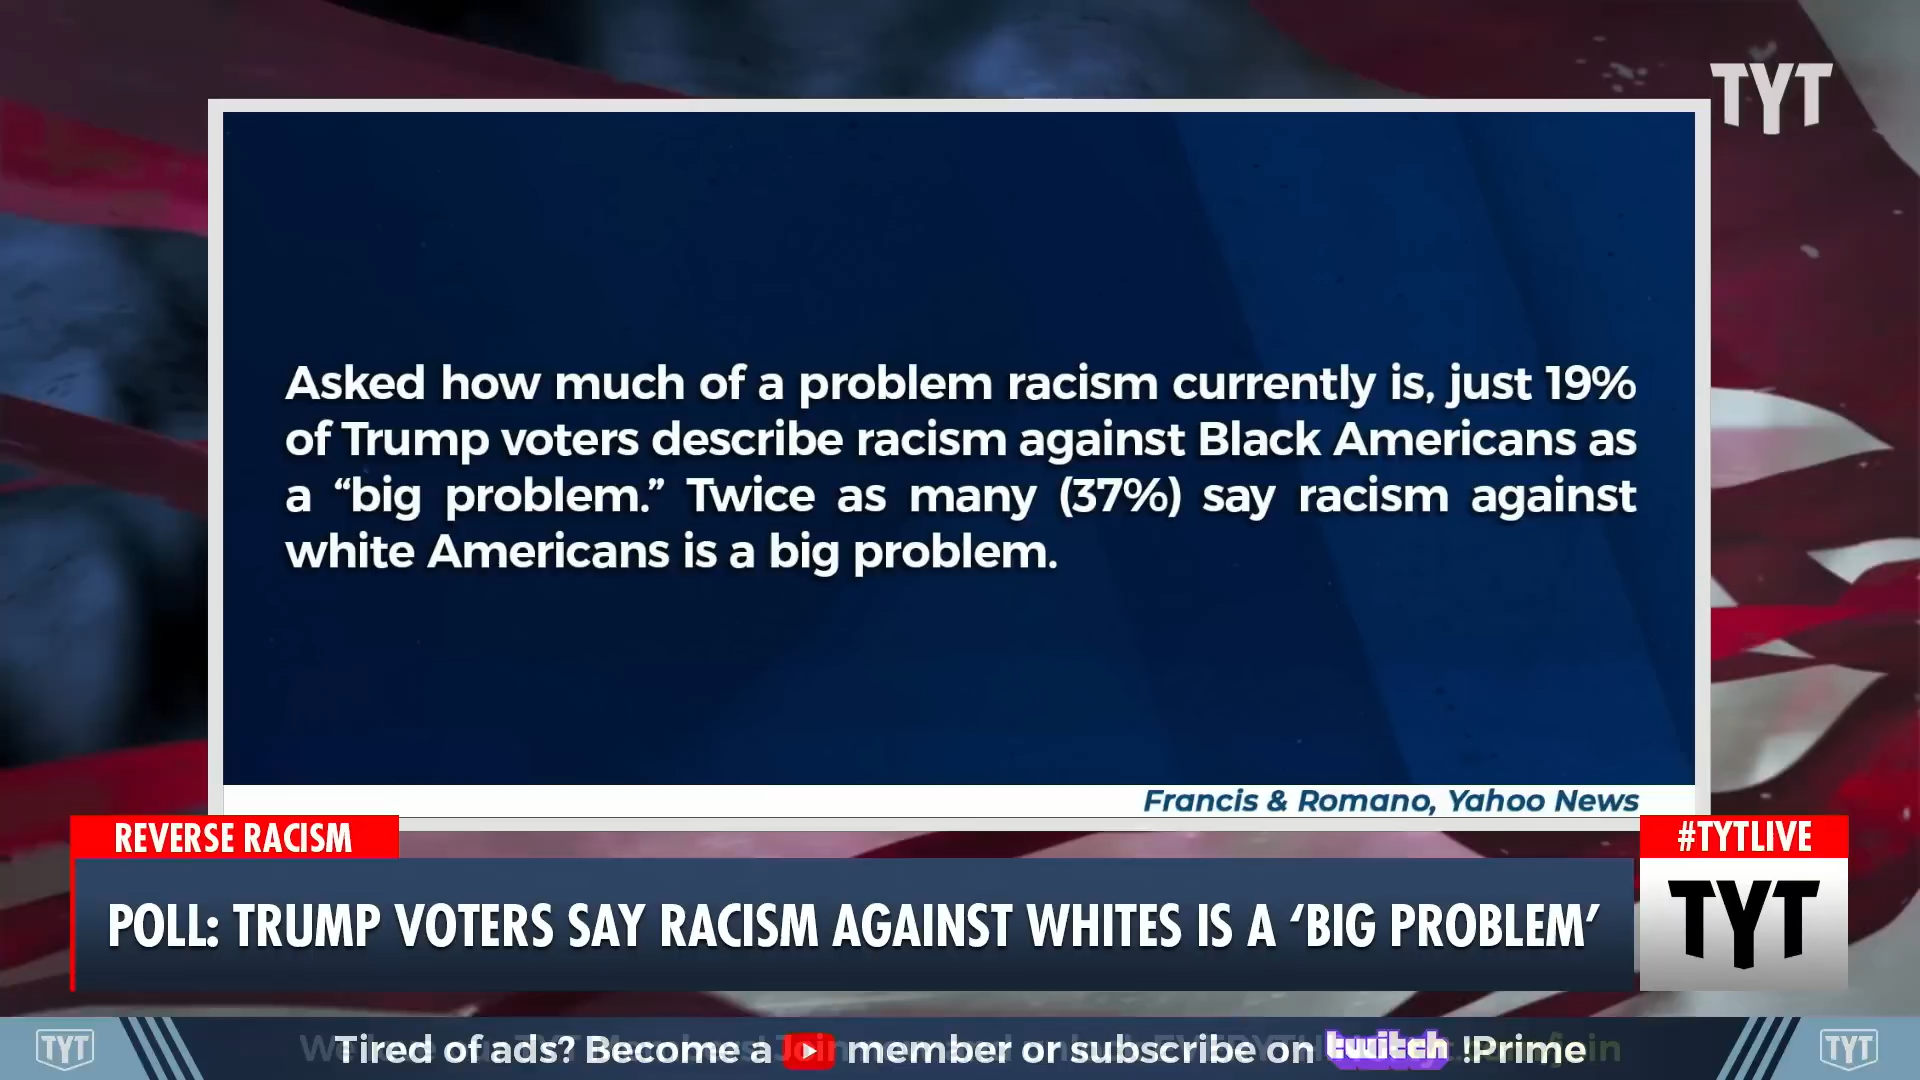 TYT
Asked how much of a problem racism currently is, just 19%
of Trump voters describe racism against Black Americans as
a “big problem.” Twice as many (37%) say racism against
white Americans is a big problem.
Francis & Romano, Yahoo News
REVERSE RACISM
#TYTLIVE
POLL: TRUMP VOTERS SAY RACISM AGAINST WHITES IS A ‘BIG PROBLEM’
TYT
TYT
Tired of ads? Become a member or subscribe on twitch !Prime
TYT